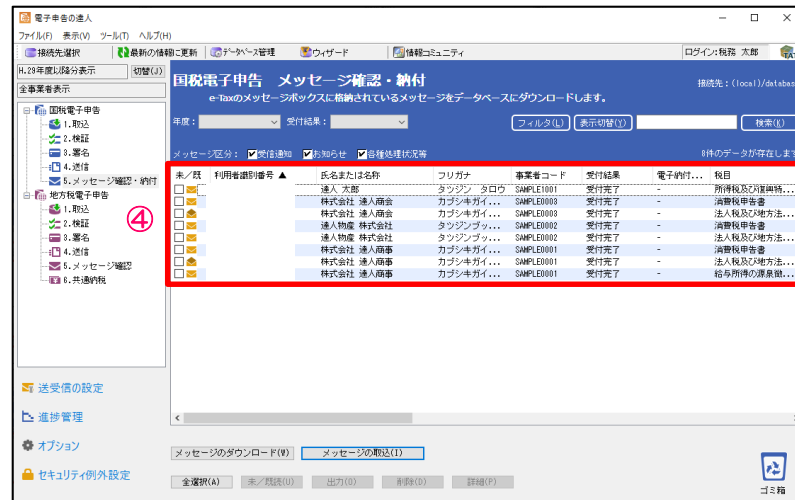 電子申告の達人
ファイル(F) 表示(V) ツール(T) ヘルプ(H)
接続先選択 最新の情報に更新 データベース管理 ウィザード 情報コミュニティ ログイン:税務 太郎
H.29年度以降分表示 切替(J)
全事業者表示
国税電子申告
1.取込
2.検証
3.署名
4.送信
5.メッセージ確認・納付
地方税電子申告
1.取込
2.検証
3.署名
4.送信
5.メッセージ確認
6.共通納税
④
送受信の設定
進捗管理
オプション
セキュリティ例外設定
国税電子申告 メッセージ確認・納付 接続先:(local)/databas
e-Taxのメッセージボックスに格納されているメッセージをデータベースにダウンロードします。
年度: 受付結果: フィルタ(L) 表示切替(Y) 検索(K)
メッセージ区分: 受信通知 お知らせ 各種処理状況等 8件のデータが存在します
未/既 利用者識別番号 ▲ 氏名または名称 フリガナ 事業者コード 受付結果 電子納付... 税目
達人 太郎 タツジン タロウ SAMPLE1001 受付完了 - 所得税及び復興特...
株式会社 達人商会 カブシキガイ... SAMPLE0003 受付完了 - 消費税申告書
株式会社 達人商会 カブシキガイ... SAMPLE0003 受付完了 - 法人税及び地方法...
達人物産 株式会社 タツジンブッ... SAMPLE0002 受付完了 - 消費税申告書
達人物産 株式会社 タツジンブッ... SAMPLE0002 受付完了 - 法人税及び地方法...
株式会社 達人商事 カブシキガイ... SAMPLE0001 受付完了 - 消費税申告書
株式会社 達人商事 カブシキガイ... SAMPLE0001 受付完了 - 法人税及び地方法...
株式会社 達人商事 カブシキガイ... SAMPLE0001 受付完了 - 給与所得の源泉徴...
メッセージのダウンロード(W) メッセージの取込(I)
全選択(A) 未/既読(U) 出力(O) 削除(D) 詳細(P)
ゴミ箱